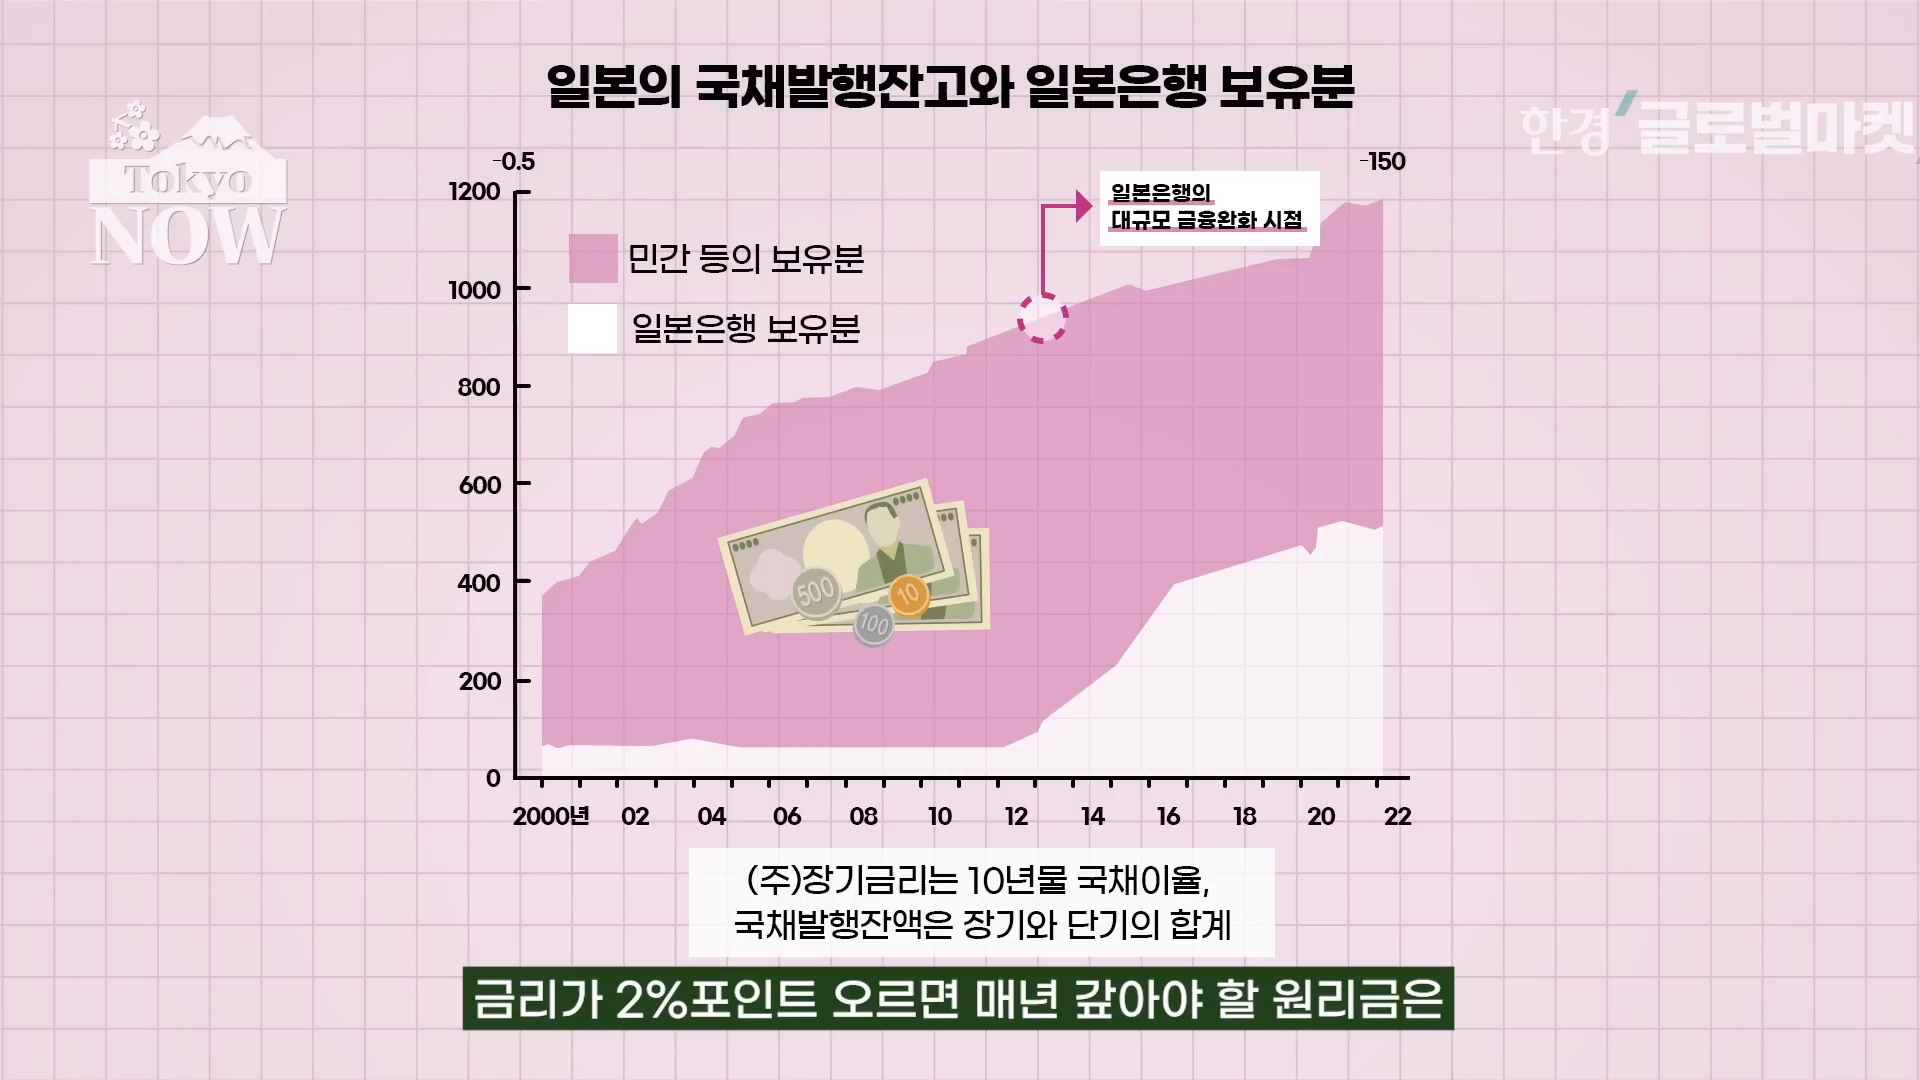 일본의 국채발행잔고와 일본은행 보유분
Tokyo
NOW
한경 글로벌마켓
-0.5
-150
1200
1000
800
600
400
200
0
민간 등의 보유분
일본은행 보유분
일본은행의
대규모 금융완화 시점
500
10
100
2000년 02 04 06 08 10 12 14 16 18 20 22
(주)장기금리는 10년물 국채이율,
국채발행잔액은 장기와 단기의 합계
금리가 2%포인트 오르면 매년 갚아야 할 원리금은